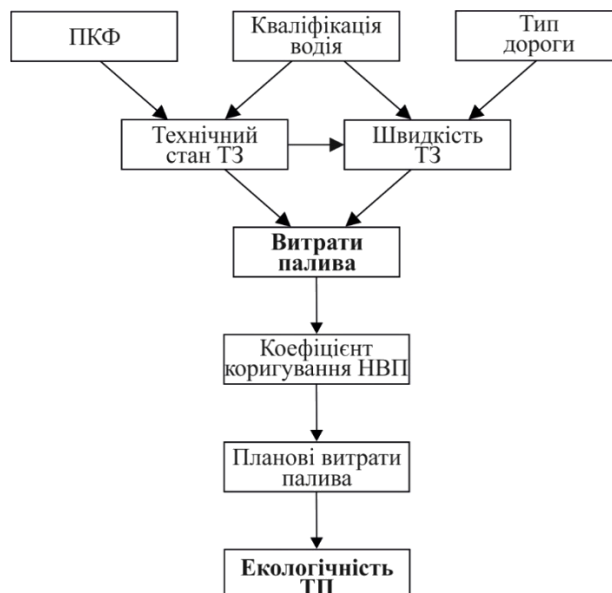 ПКФ
Кваліфікація
водія
Тип
дороги
Технічний
стан ТЗ
Швидкість
ТЗ
Витрати
палива
Коефіцієнт
коригування НВП
Планові витрати
палива
Екологічність
ТП